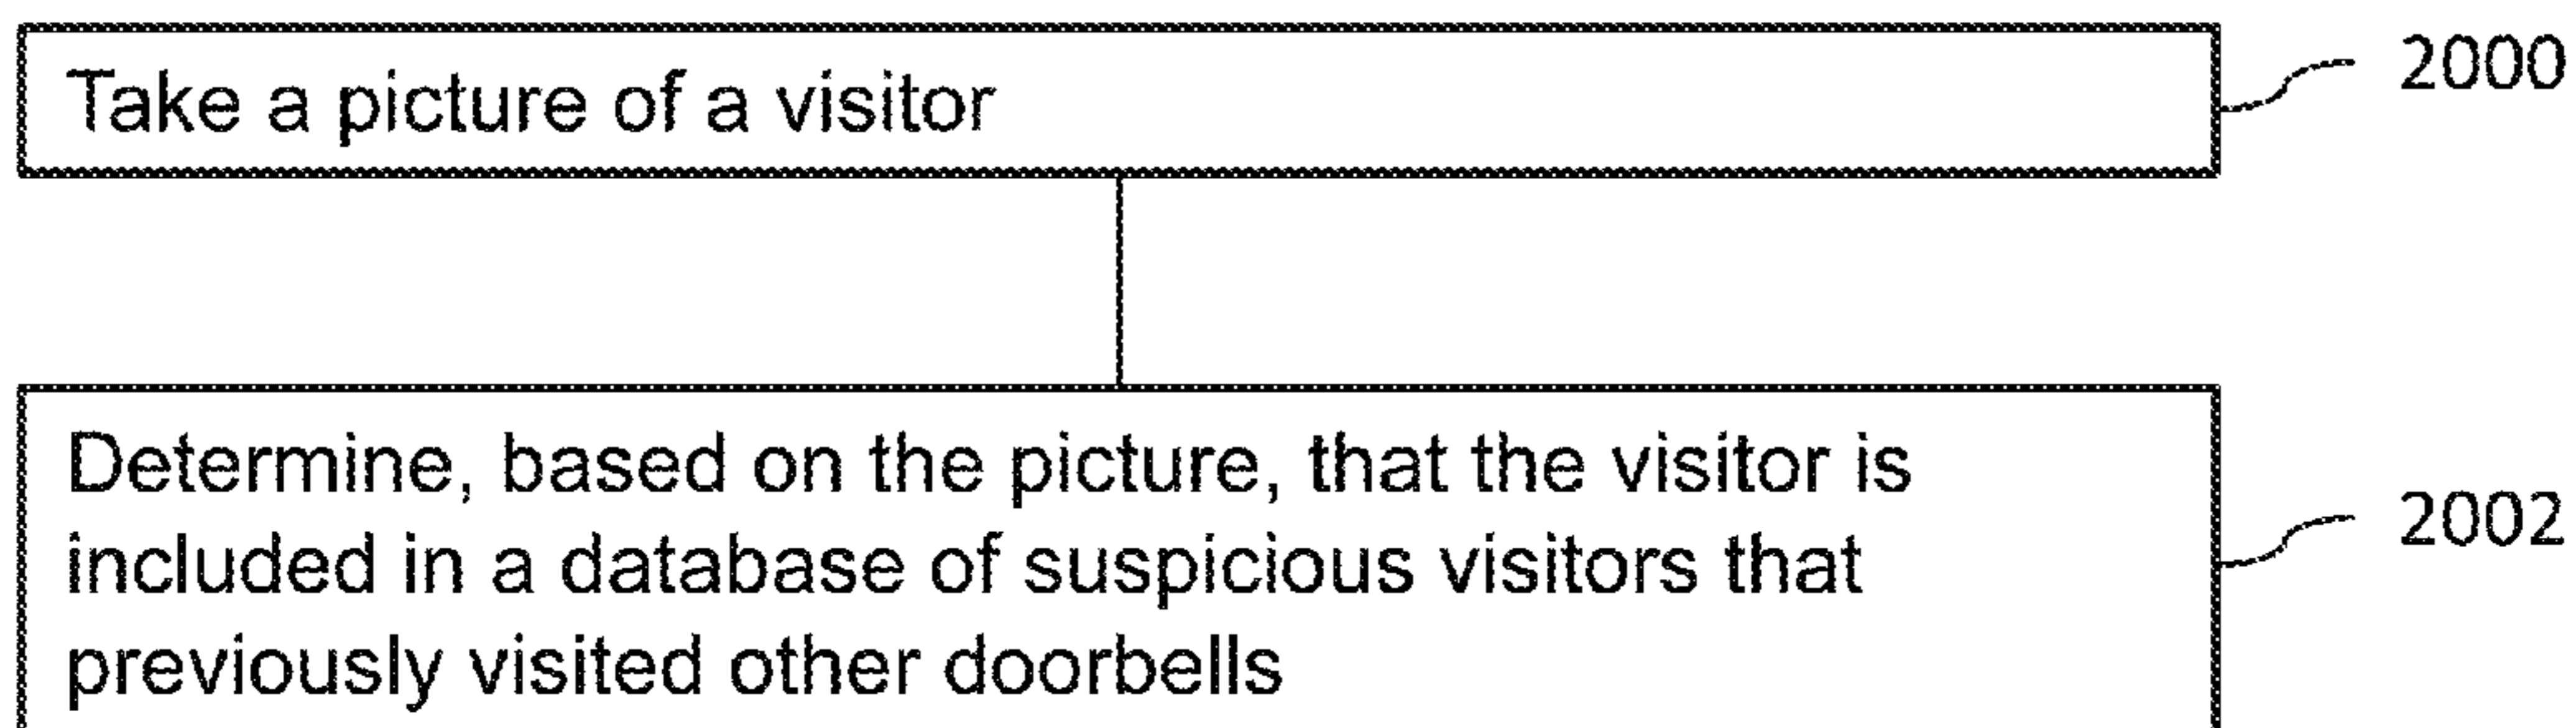 Take a picture of a visitor
2000
Determine, based on the picture, that the visitor is
included in a database of suspicious visitors that
2002
previously visited other doorbells